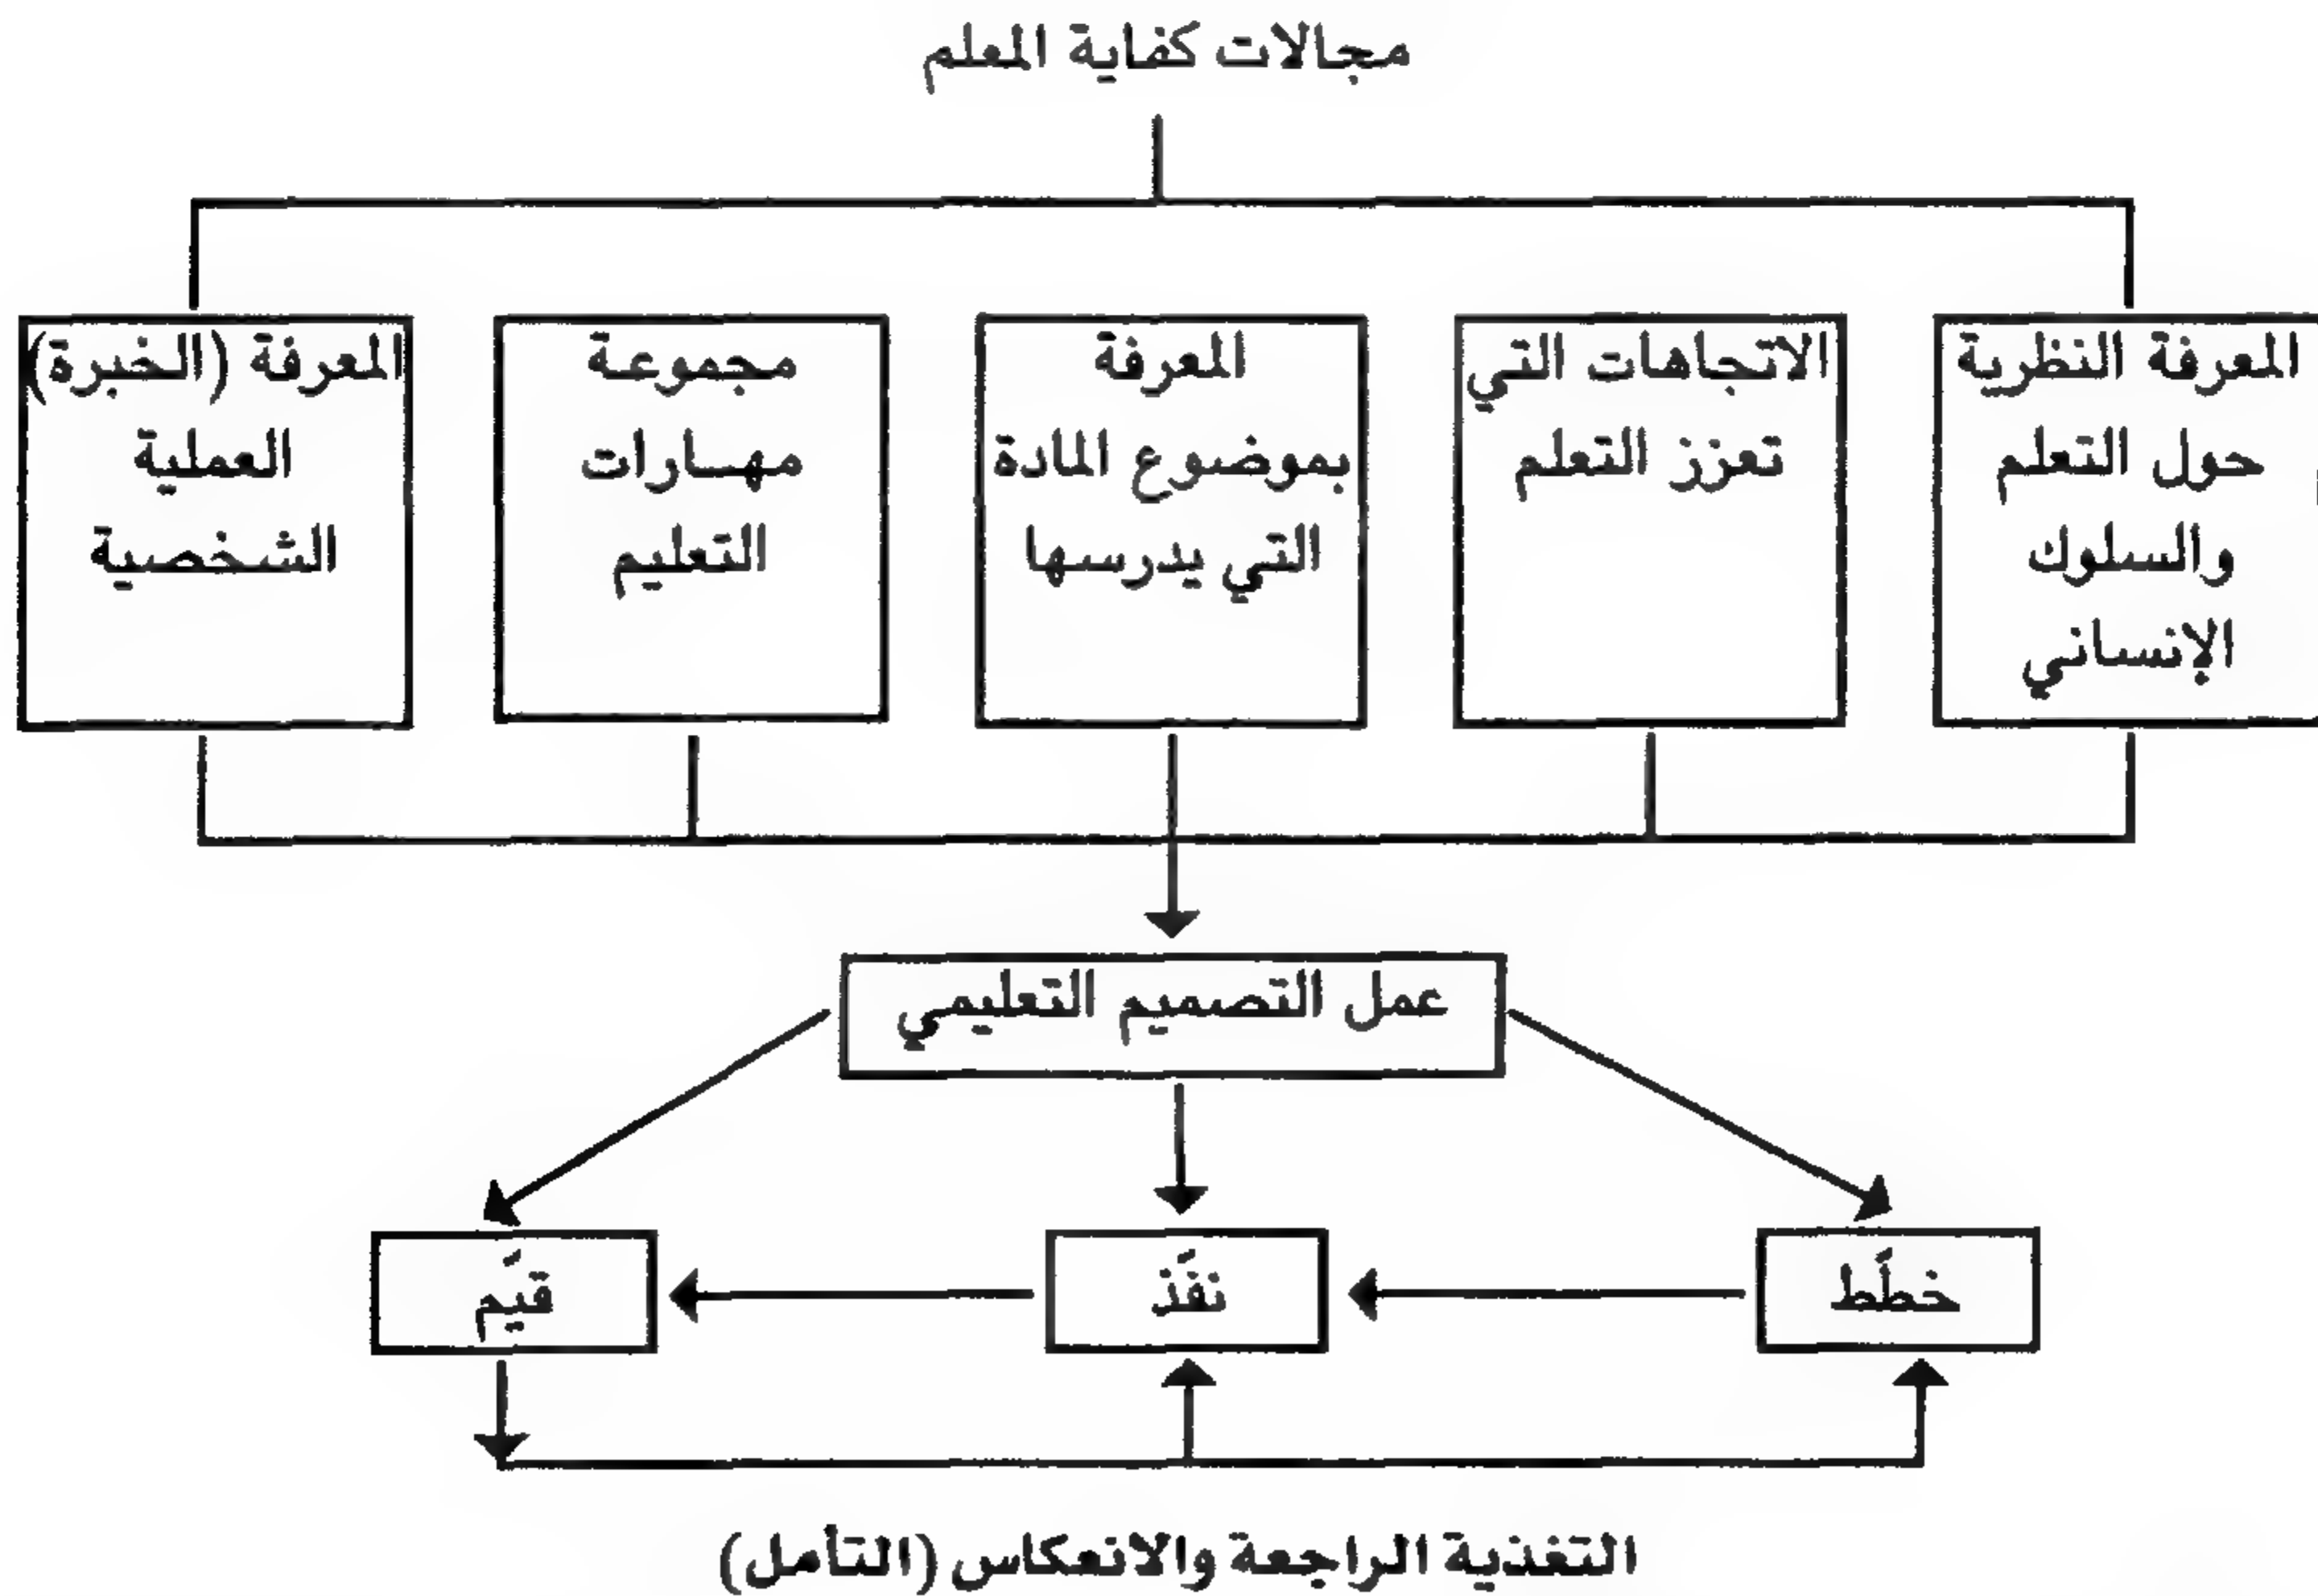 مجالات كفاية المعلم
المعرفة النظرية
حول التعلم
والسلوك
الإنساني
الاتجاهات التي
تعزز التعلم
المعرفة
بموضوع المادة
التي يدرسها
مجموعة
مهارات
التعليم
المعرفة (الخبرة)
العملية
الشخصية
عمل التصميم التعليمي
خطَط
نفَذ
قيَم
التغذية الراجعة والانعكاس (التأمل)